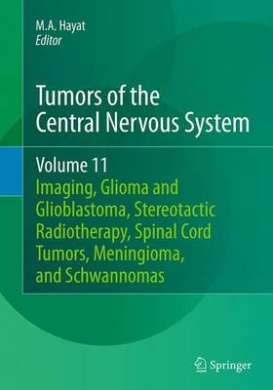 M.A. Hayat
Editor
Tumors of the
Central Nervous System
Volume 11
Imaging, Glioma and
Glioblastoma, Stereotactic
Radiotherapy, Spinal Cord
Tumors, Meningioma,
and Schwannomas
Springer